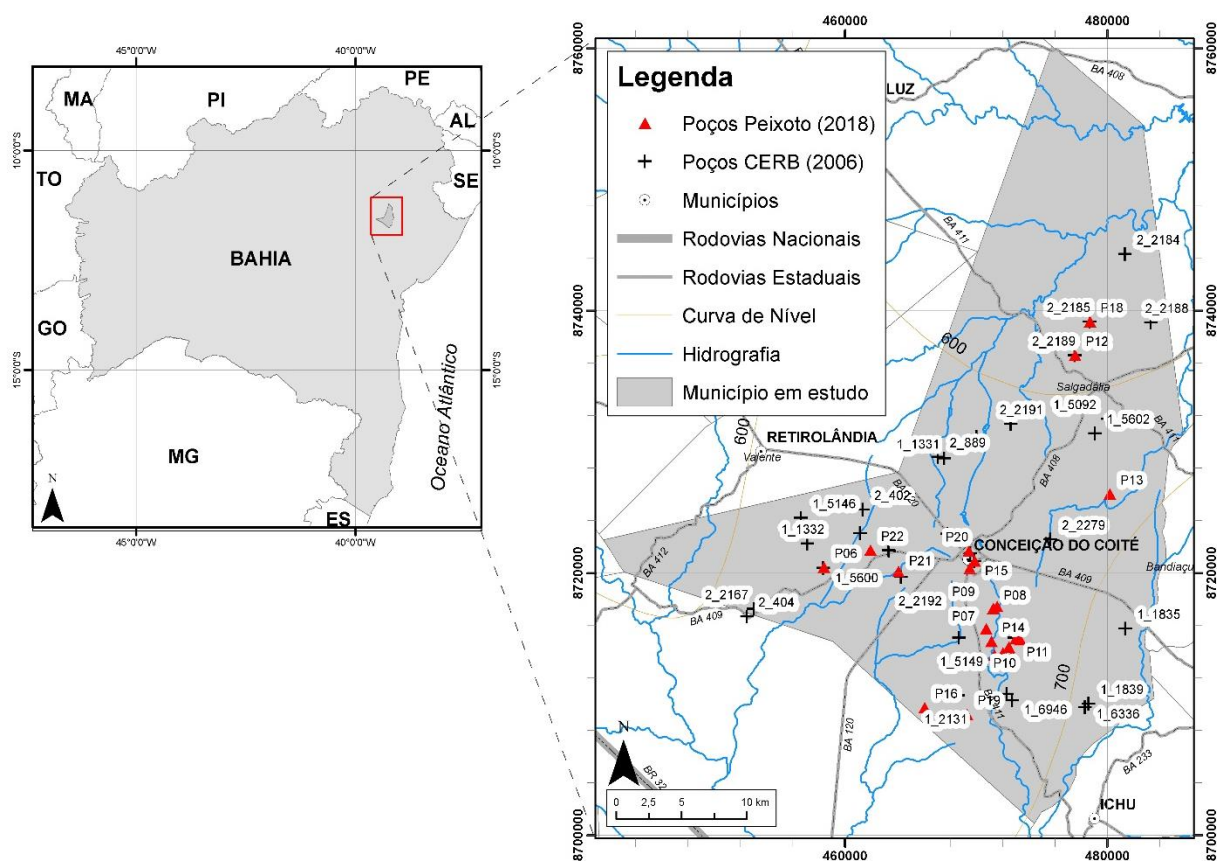 45°0'0"W
40°0'0"W
10°0'0"S
15°0'0"S
10°0'0"S
15°0'0"S
MA
PI
PE
AL
SE
TO
BAHIA
GO
MG
ES
Oceano Atlântico
N
45°0'0"W
40°0'0"W
460000
480000
8760000
8740000
8720000
8700000
8760000
8740000
8720000
8700000
Legenda
Poços Peixoto (2018)
Poços CERB (2006)
Municípios
Rodovias Nacionais
Rodovias Estaduais
Curva de Nível
Hidrografia
Município em estudo
LUZ
BA 408
BA 411
2_2184
2_2185
P18
2_2188
2_2189
P12
600
Salgadália
1_5092
1_5602
2_2191
BA 411
600
RETIROLÂNDIA
Valente
1_1331
2_889
BA 408
P13
BA 120
1_5146
2_402
1_1332
P22
P20
2_2279
CONCEIÇÃO DO COITÉ
BA 412
P06
P21
P15
BA 409
Bandiaçu
1_5600
2_2167
2_404
2_2192
P09
P08
BA 409
P07
P14
1_1835
P11
1_5149
P10
700
P16
P19
BA 411
1_1839
1_6946
1_6336
1_2131
BA 120
BA 233
BR 32
ICHU
N
0
2,5
5
10 km
460000
480000